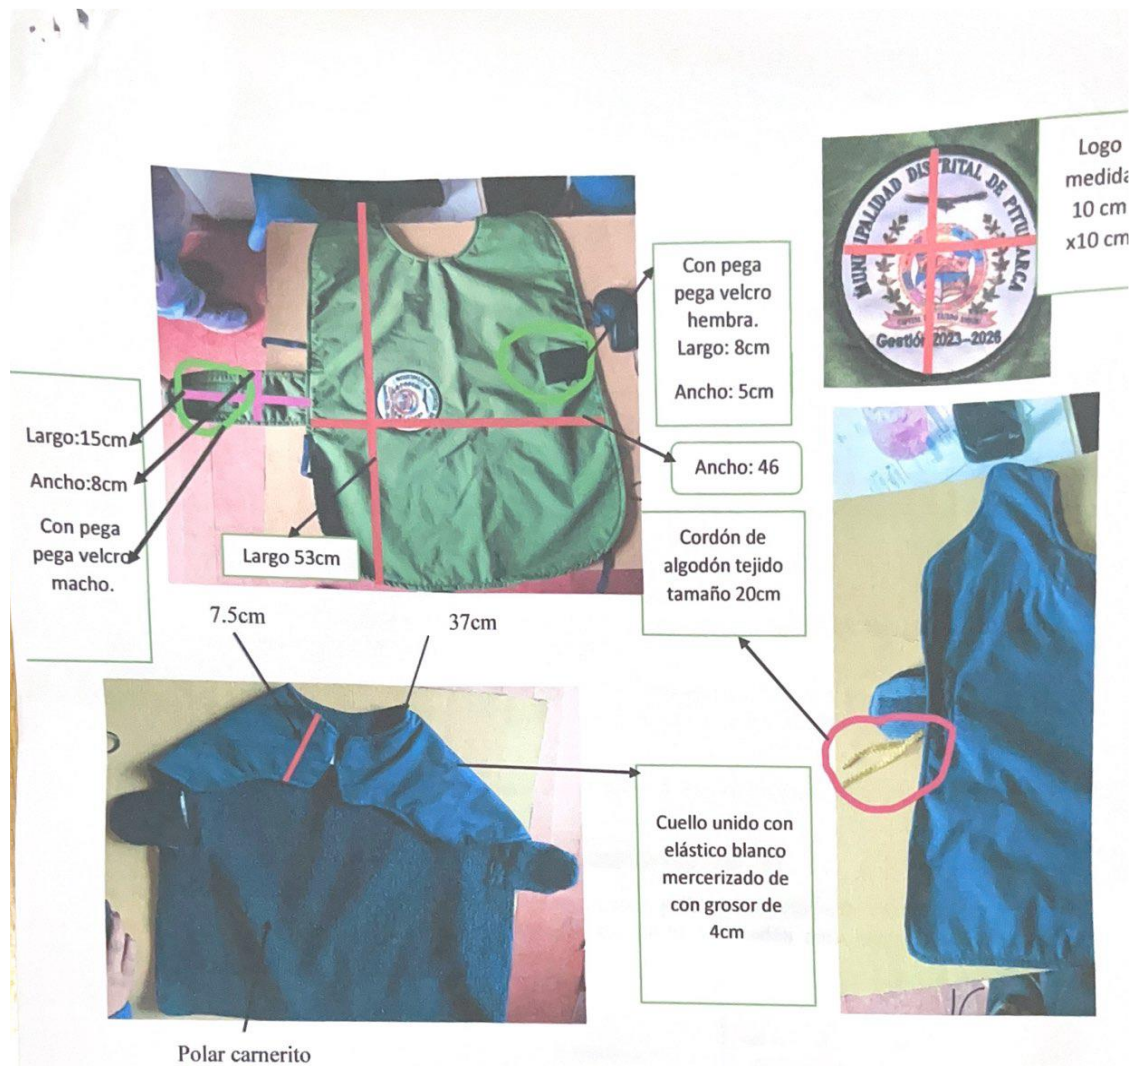 MUNICIPALIDAD DISTRITAL DE PITUMARCA
Gestión 2023-2026
Logo
medida
10 cm
x10 cm
Con pega
pega velcro
hembra.
Largo: 8cm
Ancho: 5cm
Largo:15cm
Ancho:8cm
Con pega
pega velcro
macho.
Ancho: 46
Largo 53cm
Cordón de
algodón tejido
tamaño 20cm
7.5cm
37cm
Cuello unido con
elástico blanco
mercerizado de
con grosor de
4cm
Polar carnerito